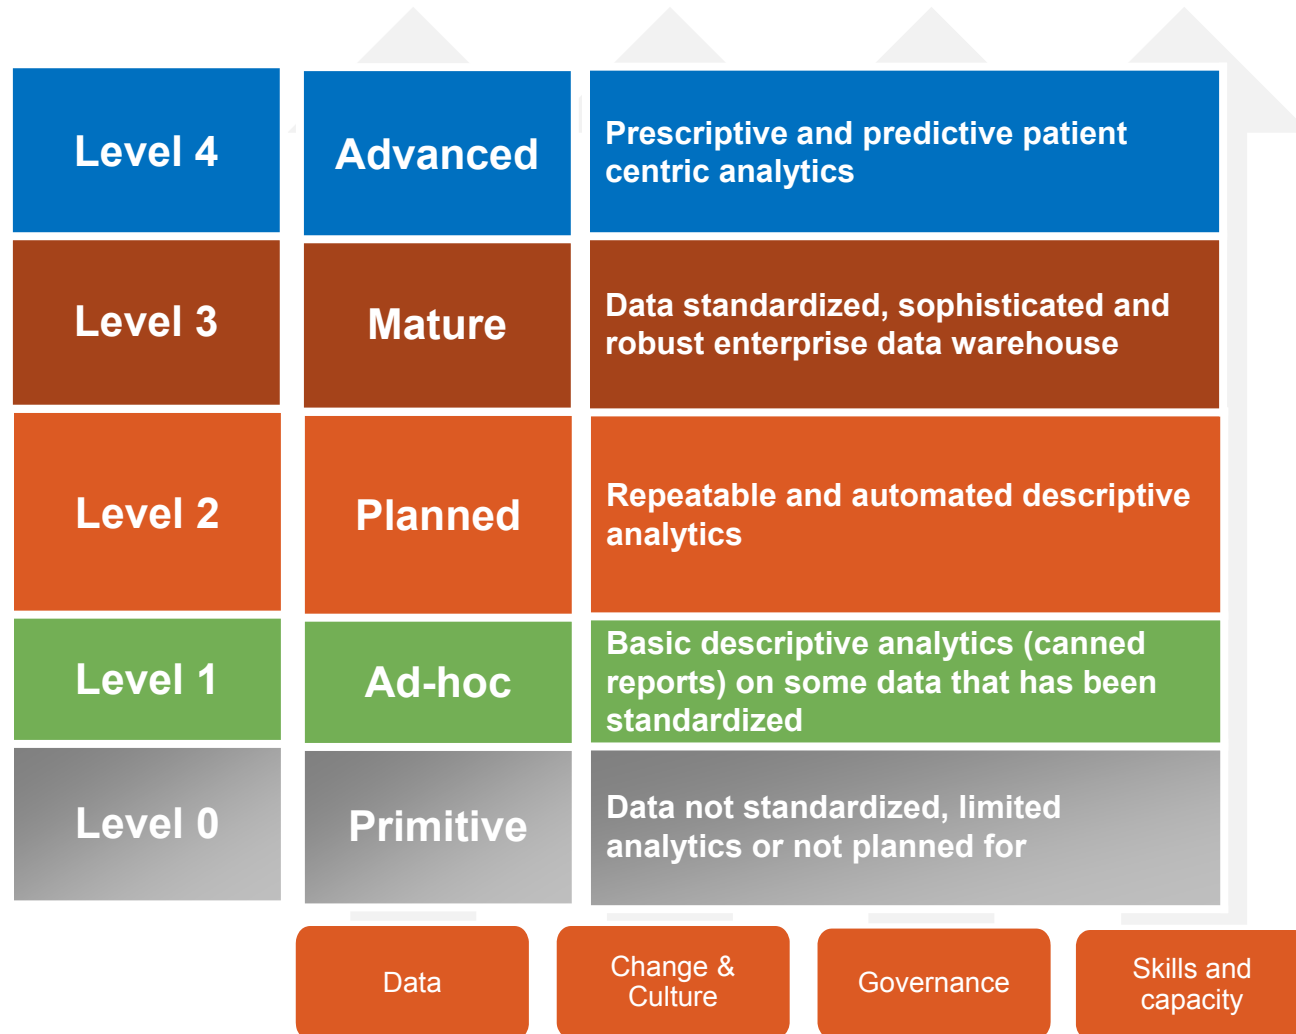 Level 4
Advanced
Prescriptive and predictive patient
centric analytics
Level 3
Mature
Data standardized, sophisticated and
robust enterprise data warehouse
Level 2
Planned
Repeatable and automated descriptive
analytics
Level 1
Ad-hoc
Basic descriptive analytics (canned
reports) on some data that has been
standardized
Level 0
Primitive
Data not standardized, limited
analytics or not planned for
Data
Change &
Culture
Governance
Skills and
capacity